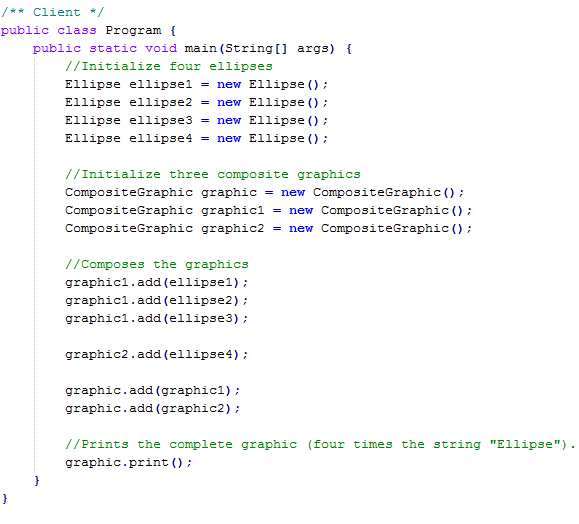 /** Client */
public class Program {
    public static void main(String[] args) {
        //Initialize four ellipses
        Ellipse ellipse1 = new Ellipse();
        Ellipse ellipse2 = new Ellipse();
        Ellipse ellipse3 = new Ellipse();
        Ellipse ellipse4 = new Ellipse();

        //Initialize three composite graphics
        CompositeGraphic graphic = new CompositeGraphic();
        CompositeGraphic graphic1 = new CompositeGraphic();
        CompositeGraphic graphic2 = new CompositeGraphic();

        //Composes the graphics
        graphic1.add(ellipse1);
        graphic1.add(ellipse2);
        graphic1.add(ellipse3);

        graphic2.add(ellipse4);

        graphic.add(graphic1);
        graphic.add(graphic2);

        //Prints the complete graphic (four times the string "Ellipse").
        graphic.print();
    }
}